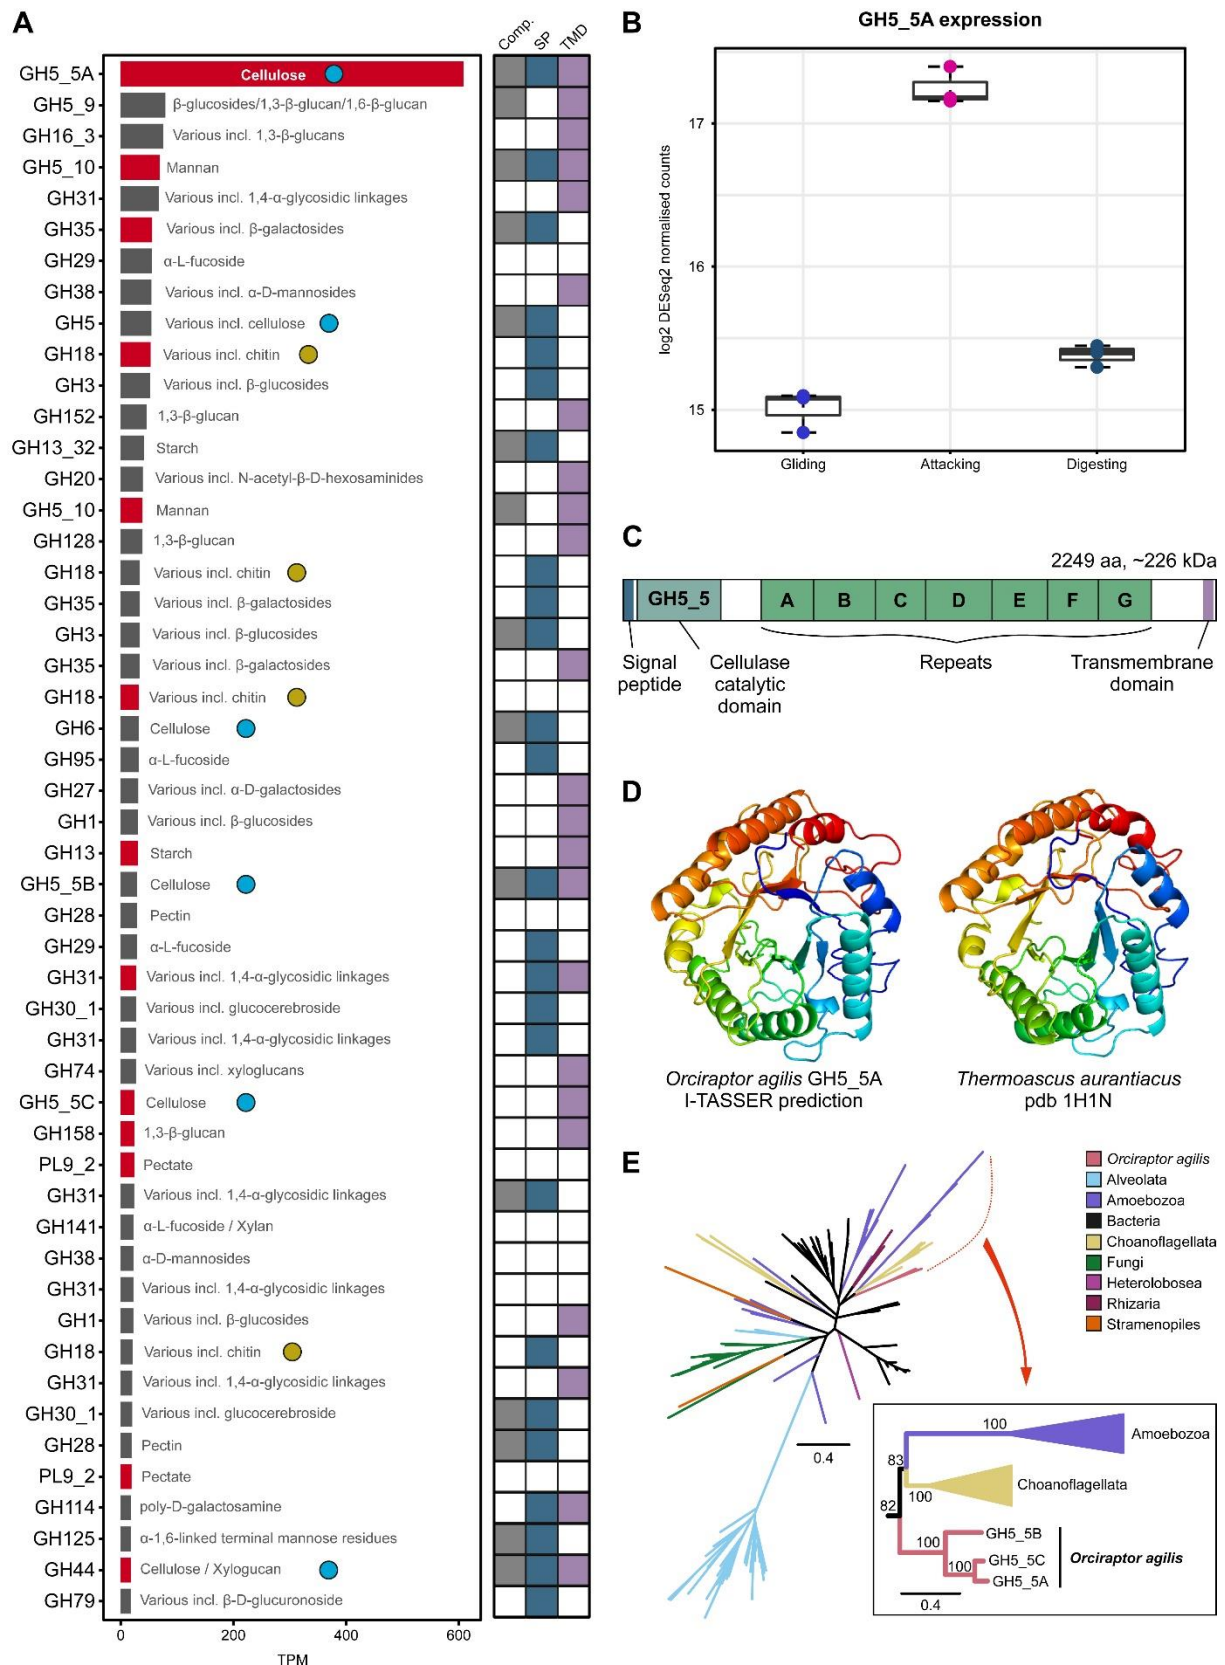 A
Comp.
SP
TMD
GH5_5A
Cellulose
GH5_9
β-glucosides/1,3-β-glucan/1,6-β-glucan
GH16_3
Various incl. 1,3-β-glucans
GH5_10
Mannan
GH31
Various incl. 1,4-α-glycosidic linkages
GH35
Various incl. β-galactosides
GH29
α-L-fucoside
GH38
Various incl. α-D-mannosides
GH5
Various incl. cellulose
GH18
Various incl. chitin
GH3
Various incl. β-glucosides
GH152
1,3-β-glucan
GH13_32
Starch
GH20
Various incl. N-acetyl-β-D-hexosaminides
GH5_10
Mannan
GH128
1,3-β-glucan
GH18
Various incl. chitin
GH35
Various incl. β-galactosides
GH3
Various incl. β-glucosides
GH35
Various incl. β-galactosides
GH18
Various incl. chitin
GH6
Cellulose
GH95
α-L-fucoside
GH27
Various incl. α-D-galactosides
GH1
Various incl. β-glucosides
GH13
Starch
GH5_5B
Cellulose
GH28
Pectin
GH29
α-L-fucoside
GH31
Various incl. 1,4-α-glycosidic linkages
GH30_1
Various incl. glucocerebroside
GH31
Various incl. 1,4-α-glycosidic linkages
GH74
Various incl. xyloglucans
GH5_5C
Cellulose
GH158
1,3-β-glucan
PL9_2
Pectate
GH31
Various incl. 1,4-α-glycosidic linkages
GH141
α-L-fucoside / Xylan
GH38
α-D-mannosides
GH31
Various incl. 1,4-α-glycosidic linkages
GH1
Various incl. β-glucosides
GH18
Various incl. chitin
GH31
Various incl. 1,4-α-glycosidic linkages
GH30_1
Various incl. glucocerebroside
GH28
Pectin
PL9_2
Pectate
GH114
poly-D-galactosamine
GH125
α-1,6-linked terminal mannose residues
GH44
Cellulose / Xylogucan
GH79
Various incl. β-D-glucuronoside
0
200
400
600
TPM
B
GH5_5A expression
log2 DESeq2 normalised counts
17
16
15
Gliding
Attacking
Digesting
C
2249 aa, ~226 kDa
GH5_5
A
B
C
D
E
F
G
Signal
peptide
Cellulase
catalytic
domain
Repeats
Transmembrane
domain
D
Orciraptor agilis GH5_5A
I-TASSER prediction
Thermoascus aurantiacus
pdb 1H1N
E
Orciraptor agilis
Alveolata
Amoebozoa
Bacteria
Choanoflagellata
Fungi
Heterolobosea
Rhizaria
Stramenopiles
0.4
100
Amoebozoa
83
100
Choanoflagellata
82
100
GH5_5B
100
GH5_5C
GH5_5A
Orciraptor agilis
0.4